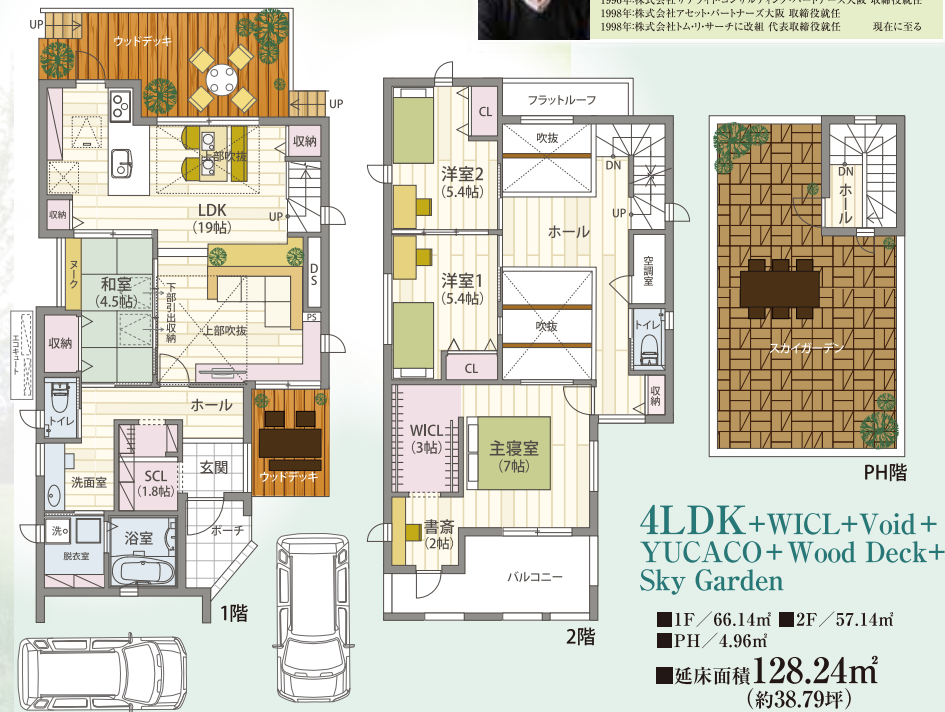 1998年:株式会社アセット・パートナーズ大阪 取締役就任
1998年:株式会社トム・リ・サーチに改組 代表取締役就任 現在に至る
UP
ウッドデッキ
UP
収納
上部吹抜
UP
LDK
(19帖)
収納
ヌーク
和室
(4.5帖)
下部引出収納
DS
PS
上部吹抜
収納
エコキュート
トイレ
ホール
ウッドデッキ
洗面室
SCL
(1.8帖)
玄関
ポーチ
洗
脱衣室
浴室
1階
フラットルーフ
CL
吹抜
DN
UP
洋室2
(5.4帖)
ホール
洋室1
(5.4帖)
空調室
吹抜
トイレ
CL
収納
WICL
(3帖)
主寝室
(7帖)
書斎
(2帖)
バルコニー
2階
DN
ホール
スカイガーデン
PH階
4LDK+WICL+Void+
YUCACO+Wood Deck+
Sky Garden
■1F/66.14㎡ ■2F/57.14㎡
■PH/4.96㎡
■延床面積128.24㎡
(約38.79坪)